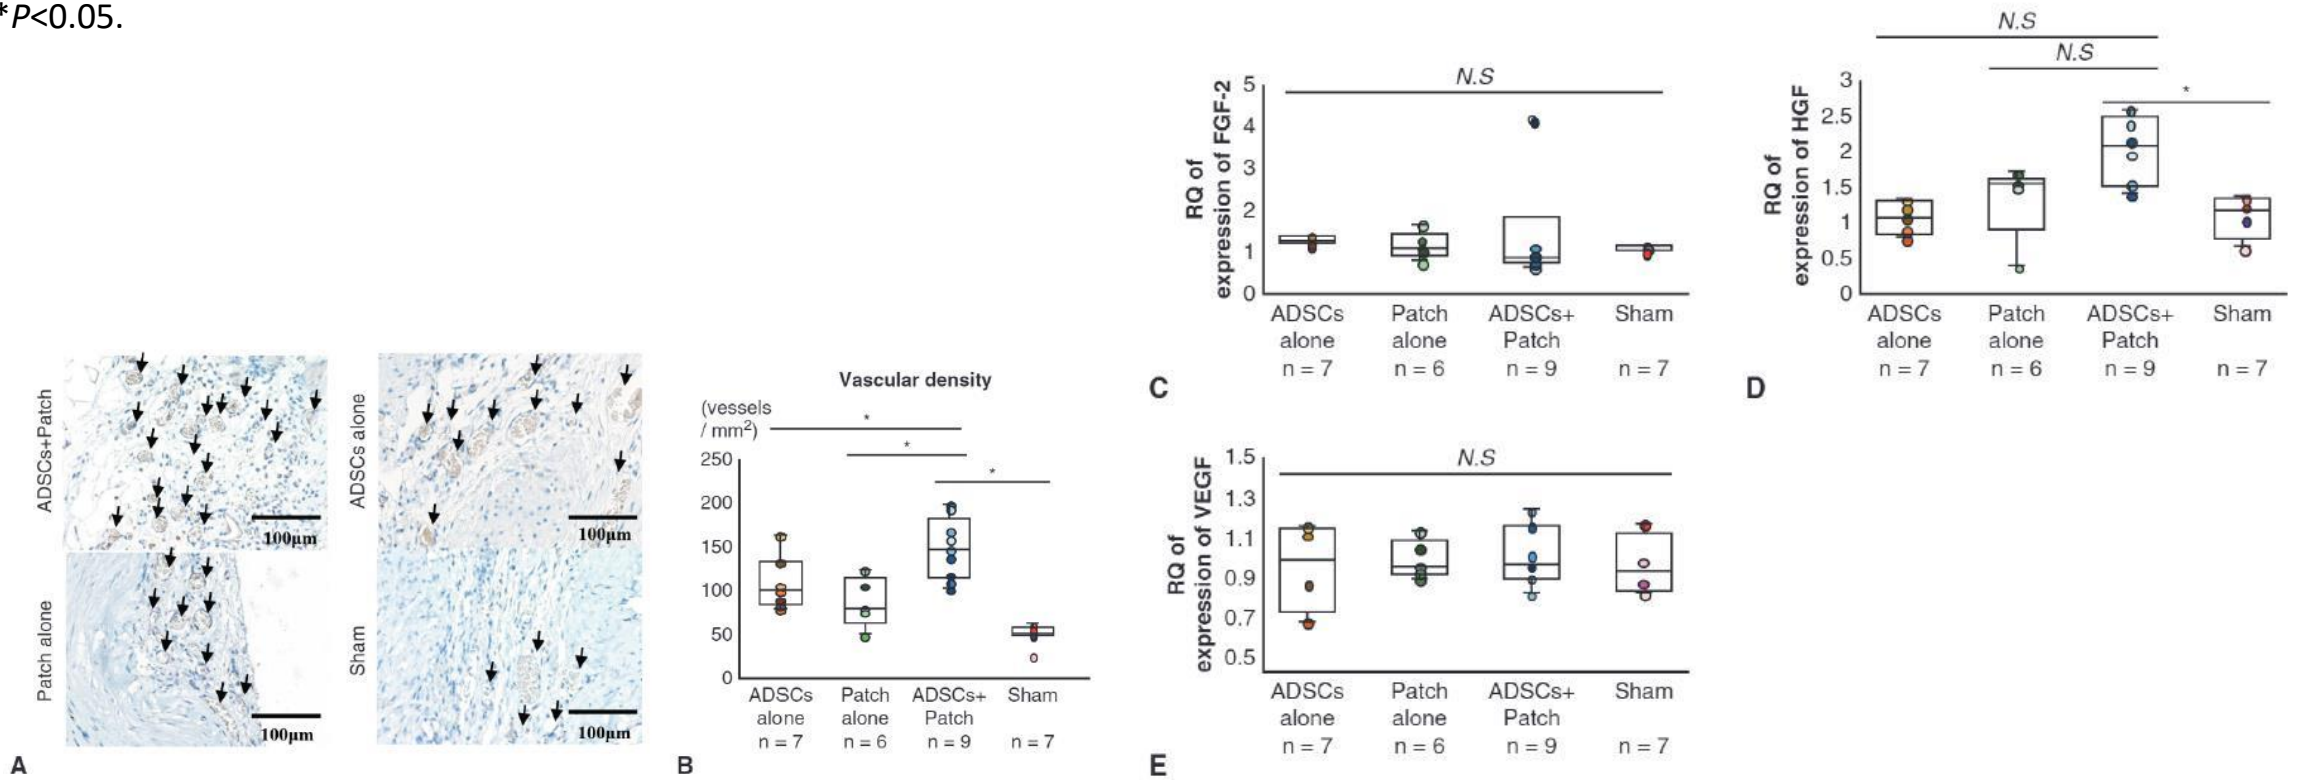 *P<0.05.
ADSCs+Patch
100μm
ADSCs alone
100μm
Patch alone
100μm
Sham
100μm
A
Vascular density
(vessels
/ mm²)
*
*
*
250
200
150
100
50
0
ADSCs alone n = 7
Patch alone n = 6
ADSCs+ Patch n = 9
Sham n = 7
B
RQ of
expression of FGF-2
N.S
5
4
3
2
1
0
ADSCs alone n = 7
Patch alone n = 6
ADSCs+ Patch n = 9
Sham n = 7
C
RQ of
expression of HGF
N.S
N.S
*
3
2.5
2
1.5
1
0.5
0
ADSCs alone n = 7
Patch alone n = 6
ADSCs+ Patch n = 9
Sham n = 7
D
RQ of
expression of VEGF
N.S
1.5
1.3
1.1
0.9
0.7
0.5
ADSCs alone n = 7
Patch alone n = 6
ADSCs+ Patch n = 9
Sham n = 7
E